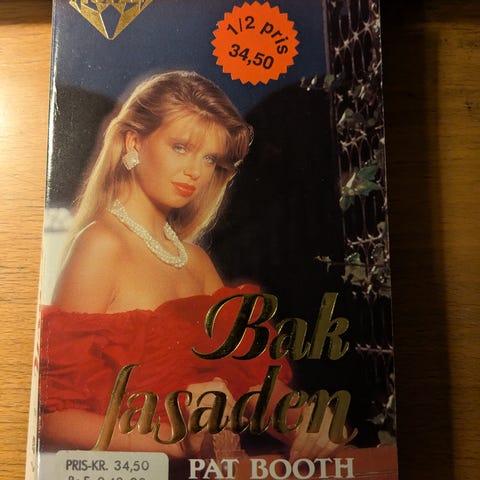 1/2 pris
34,50
Bak
fasaden
PRIS-KR. 34,50
PAT BOOTH